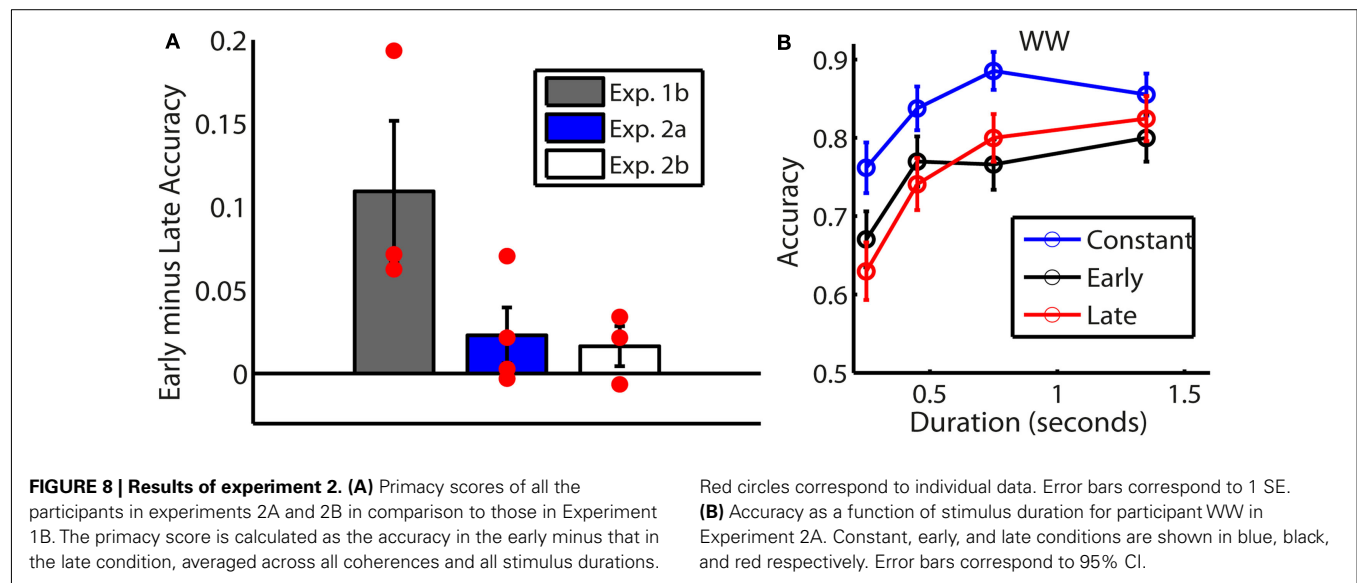 A
0.2
0.15
0.1
0.05
0
Early minus Late Accuracy
Exp. 1b
Exp. 2a
Exp. 2b
B
WW
0.9
0.8
0.7
0.6
0.5
Accuracy
Constant
Early
Late
0.5
1
1.5
Duration (seconds)
FIGURE 8 | Results of experiment 2. (A) Primacy scores of all the
participants in experiments 2A and 2B in comparison to those in Experiment
1B. The primacy score is calculated as the accuracy in the early minus that in
the late condition, averaged across all coherences and all stimulus durations.
Red circles correspond to individual data. Error bars correspond to 1 SE.
(B) Accuracy as a function of stimulus duration for participant WW in
Experiment 2A. Constant, early, and late conditions are shown in blue, black,
and red respectively. Error bars correspond to 95% CI.